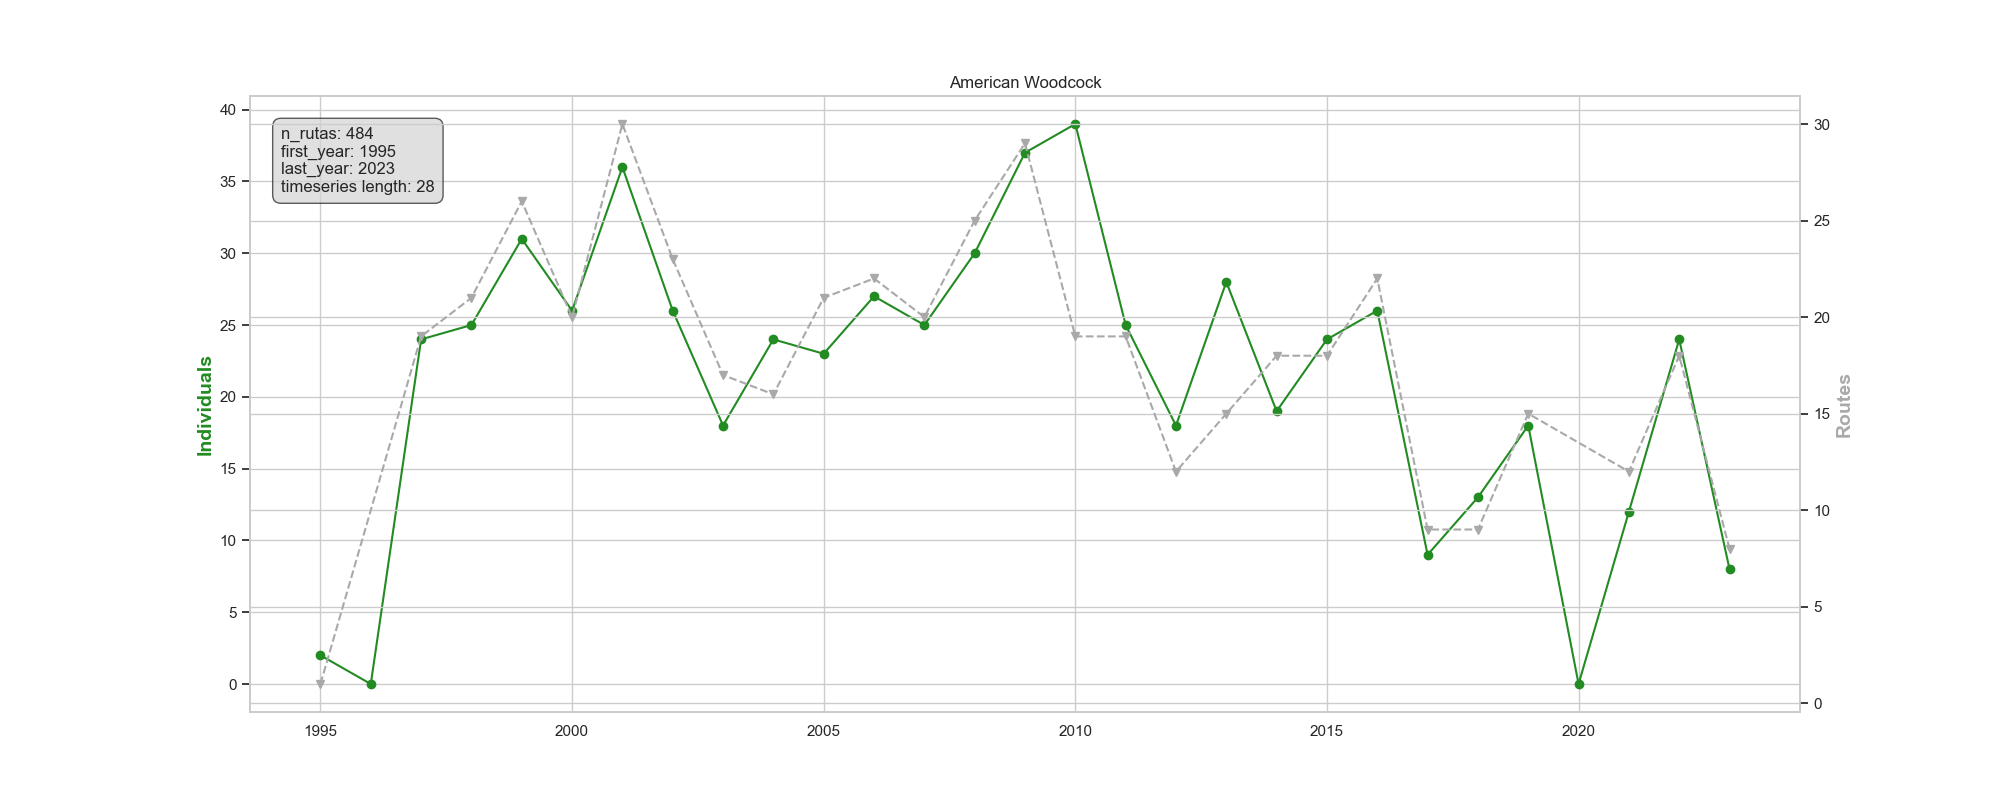 American Woodcock
n_rutas: 484
first_year: 1995
last_year: 2023
timeseries length: 28
Individuals
40
35
30
25
20
15
10
5
0
30
25
20
15
10
5
0
Routes
1995 2000 2005 2010 2015 2020